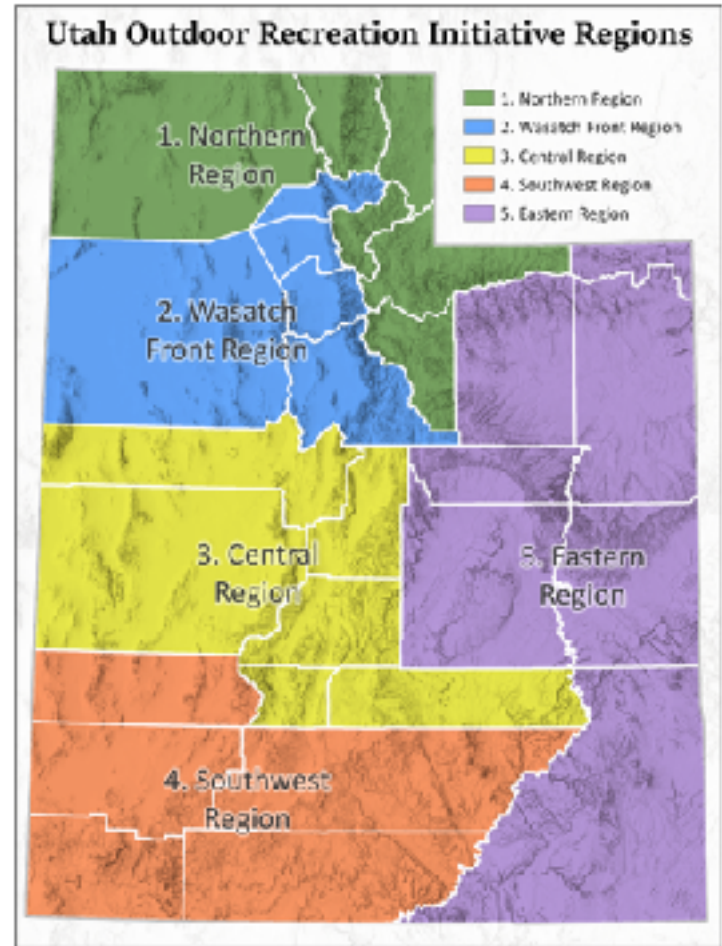 Utah Outdoor Recreation Initiative Regions
1. Northern Region
2. Wasatch Front Region
3. Central Region
4. Southwest Region
5. Eastern Region
1. Northern
Region
2. Wasatch
Front Region
3. Central
Region
5. Eastern
Region
4. Southwest
Region